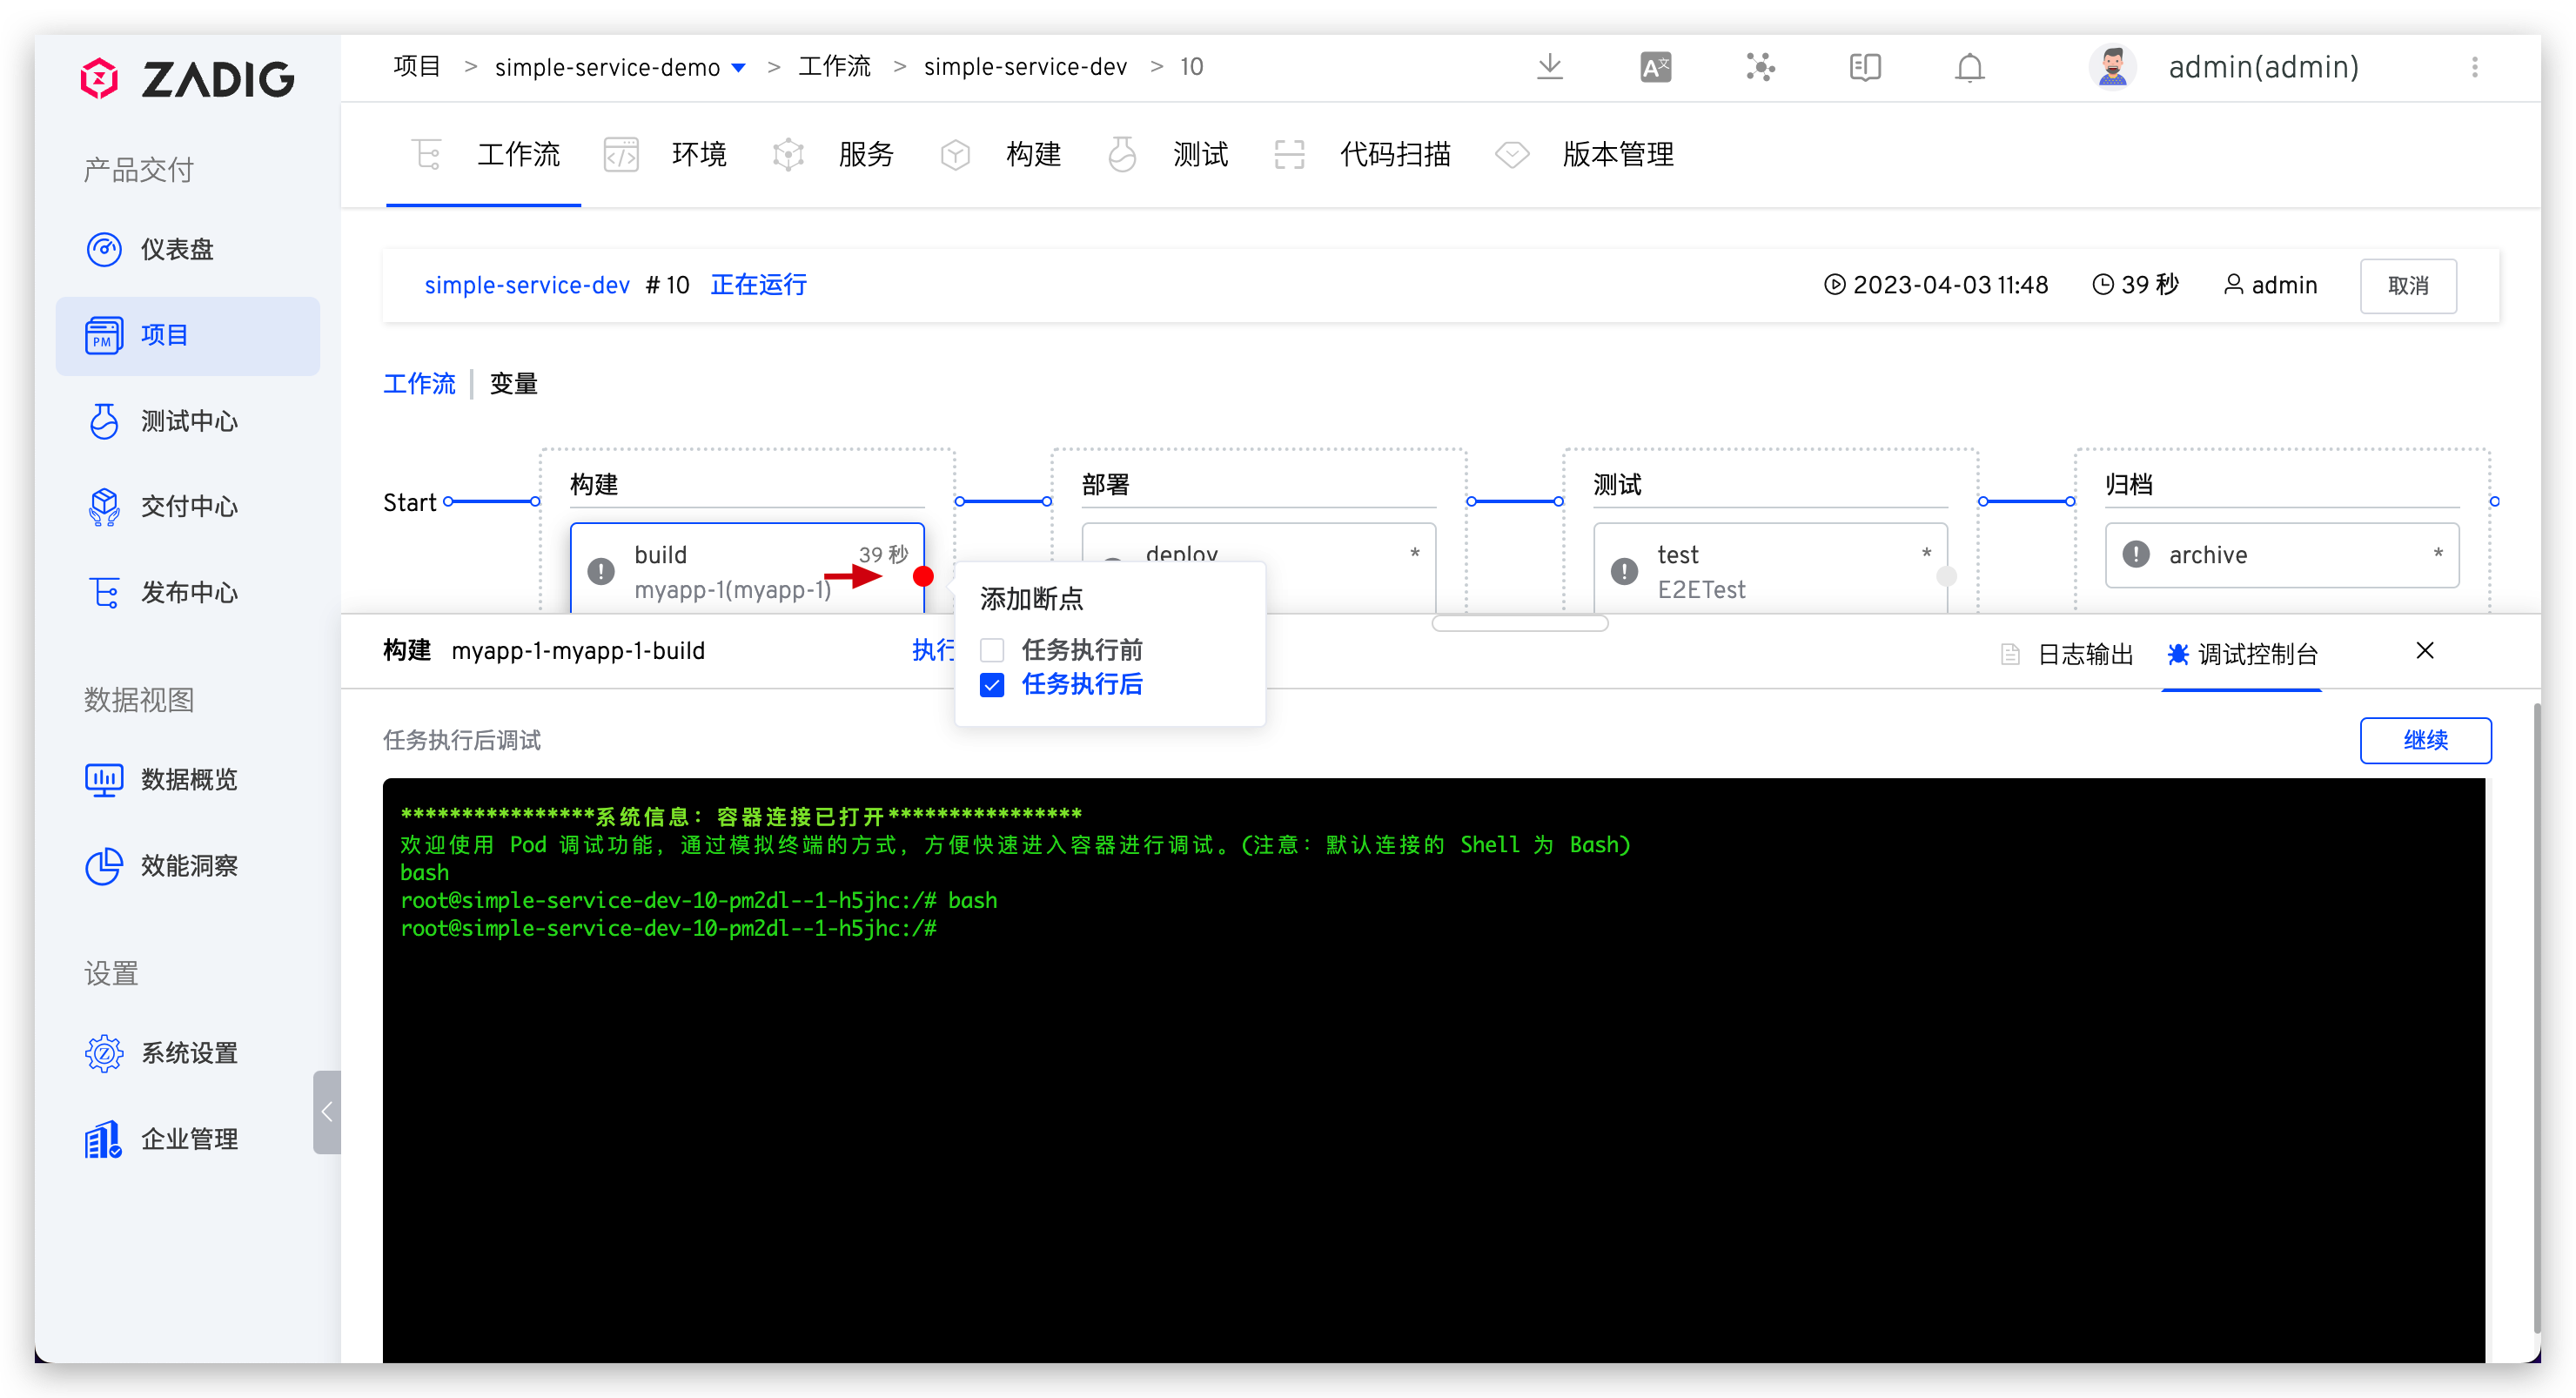 ZADIG
产品交付
仪表盘
PM
项目
测试中心
交付中心
发布中心
数据视图
数据概览
效能洞察
设置
系统设置
企业管理
项目 > simple-service-demo > 工作流 > simple-service-dev > 10
admin(admin)
工作流 环境 服务 构建 测试 代码扫描 版本管理
simple-service-dev # 10 正在运行
2023-04-03 11:48 39 秒 admin 取消
工作流 变量
Start
构建
build 39 秒
myapp-1(myapp-1)
部署
deploy *
测试
test *
E2ETest
归档
archive *
添加断点
任务执行前
任务执行后
构建 myapp-1-myapp-1-build 执行
日志输出 调试控制台
任务执行后调试 继续
****************系统信息: 容器连接已打开****************
欢迎使用 Pod 调试功能, 通过模拟终端的方式, 方便快速进入容器进行调试。(注意: 默认连接的 Shell 为 Bash)
bash
root@simple-service-dev-10-pm2dl--1-h5jhc:/# bash
root@simple-service-dev-10-pm2dl--1-h5jhc:/#